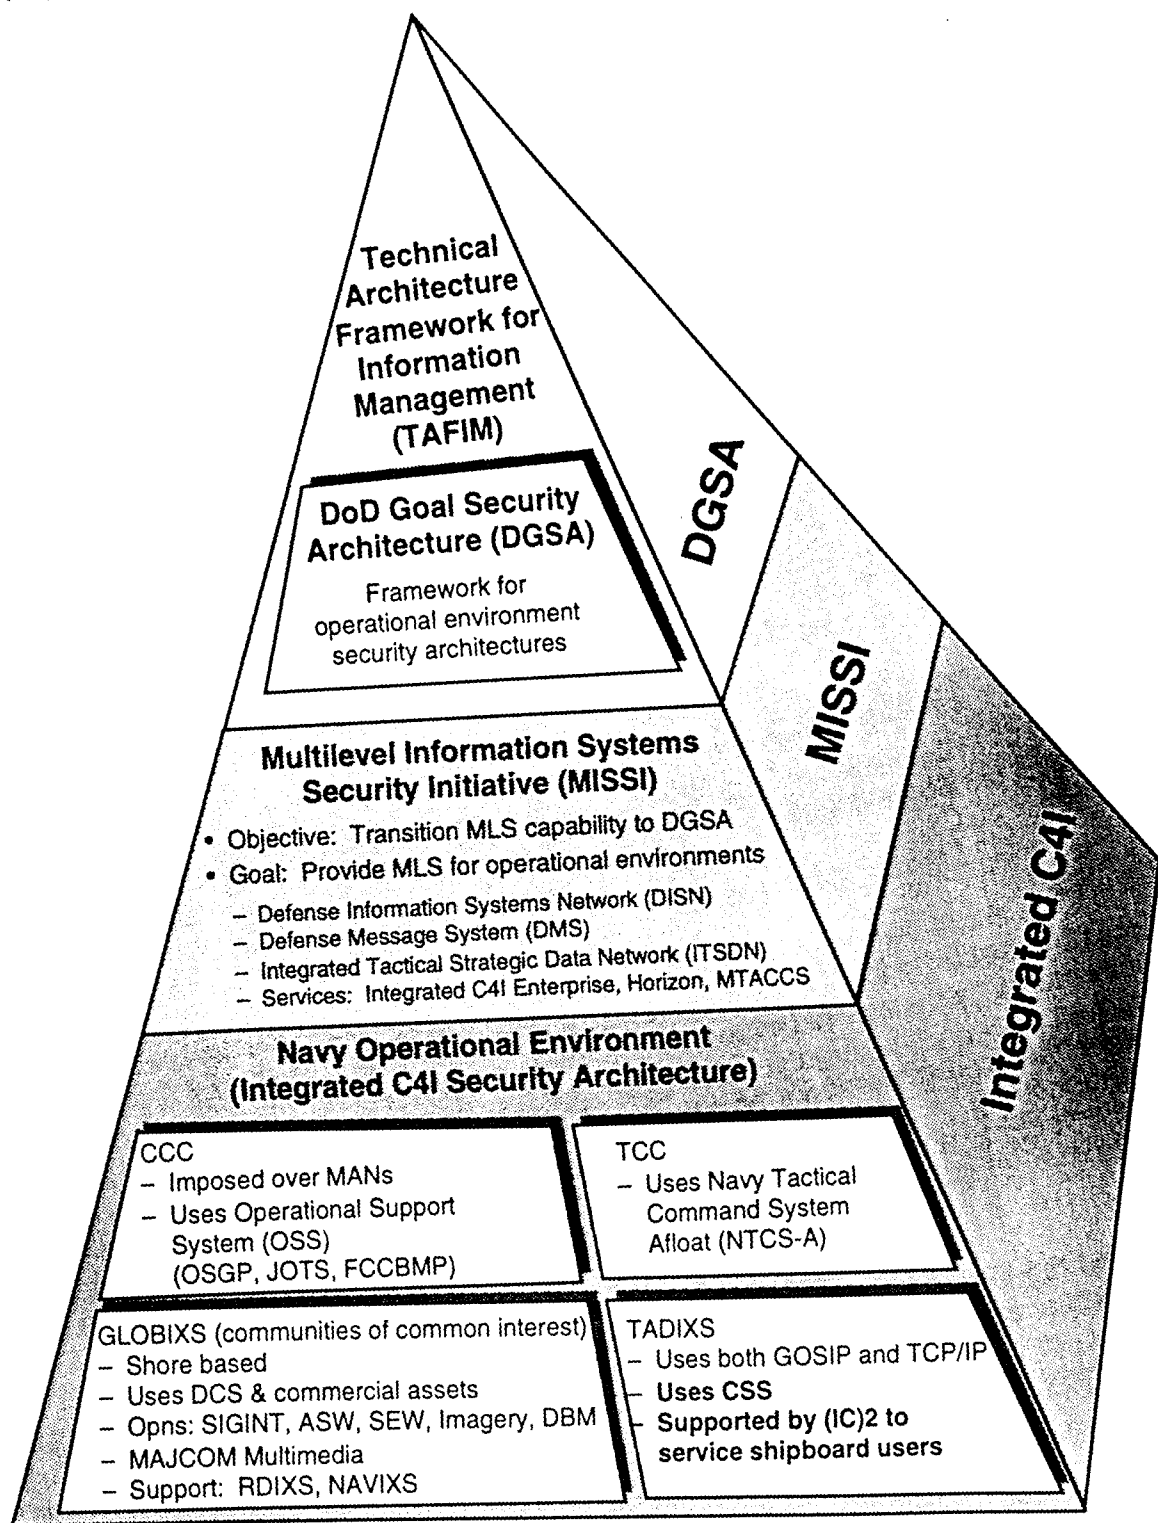 Technical
Architecture
Framework for
Information
Management
(TAFIM)
DoD Goal Security
Architecture (DGSA)
Framework for
operational environment
security architectures
DGSA
Multilevel Information Systems
Security Initiative (MISSI)
• Objective: Transition MLS capability to DGSA
• Goal: Provide MLS for operational environments
– Defense Information Systems Network (DISN)
– Defense Message System (DMS)
– Integrated Tactical Strategic Data Network (ITSDN)
– Services: Integrated C4I Enterprise, Horizon, MTACCS
MISSI
Navy Operational Environment
(Integrated C4I Security Architecture)
Integrated C4I
CCC
– Imposed over MANs
– Uses Operational Support
System (OSS)
(OSGP, JOTS, FCCBMP)
TCC
– Uses Navy Tactical
Command System
Afloat (NTCS-A)
GLOBIXS (communities of common interest)
– Shore based
– Uses DCS & commercial assets
– Opns: SIGINT, ASW, SEW, Imagery, DBM
– MAJCOM Multimedia
– Support: RDIXS, NAVIXS
TADIXS
– Uses both GOSIP and TCP/IP
– Uses CSS
– Supported by (IC)2 to
service shipboard users